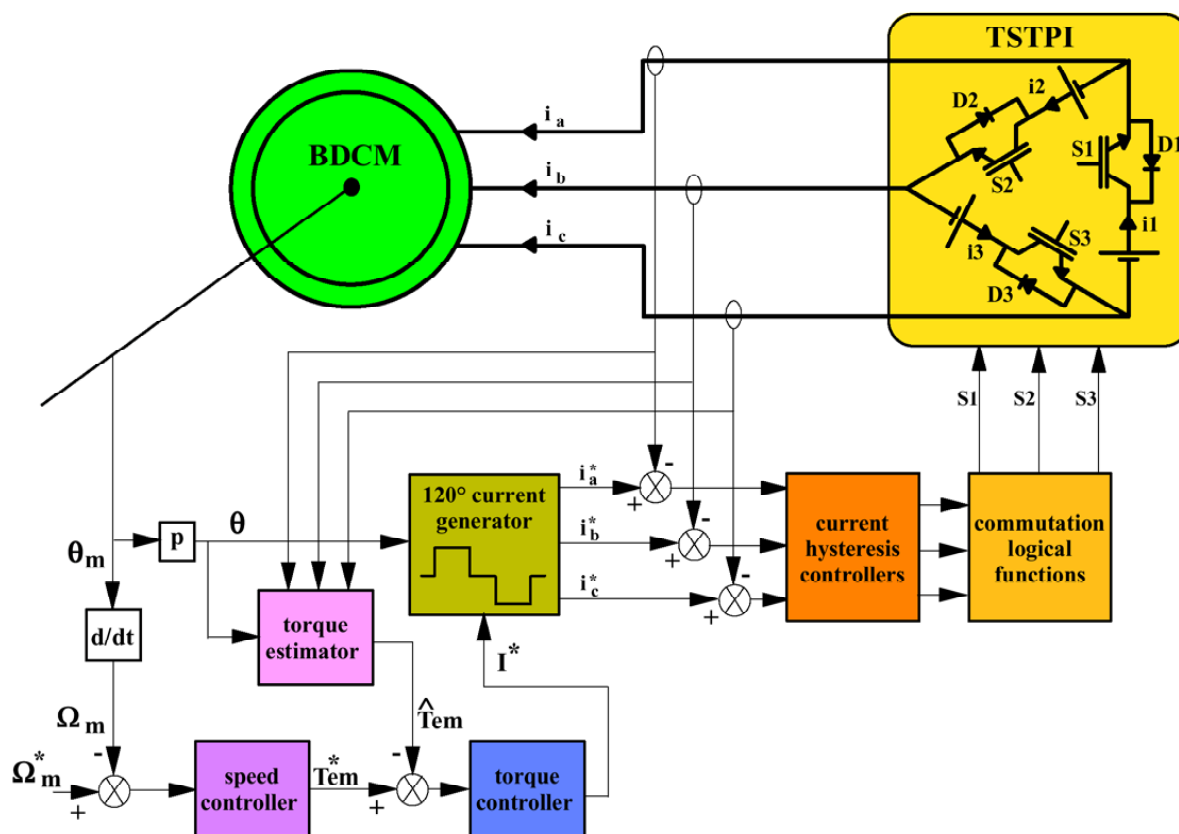 TSTPI
i2
D2
i a
S1
D1
BDCM
S2
i b
i1
S3
i3
i c
D3
S1
S2
S3
-
i*a
120° current
generator
+
-
current
hysteresis
controllers
commutation
logical
functions
p
θ
i*b
θm
+
-
i*c
+
d/dt
torque
estimator
I*
Ωm
^Tem
-
-
Ω*m
speed
controller
T*em
torque
controller
+
+